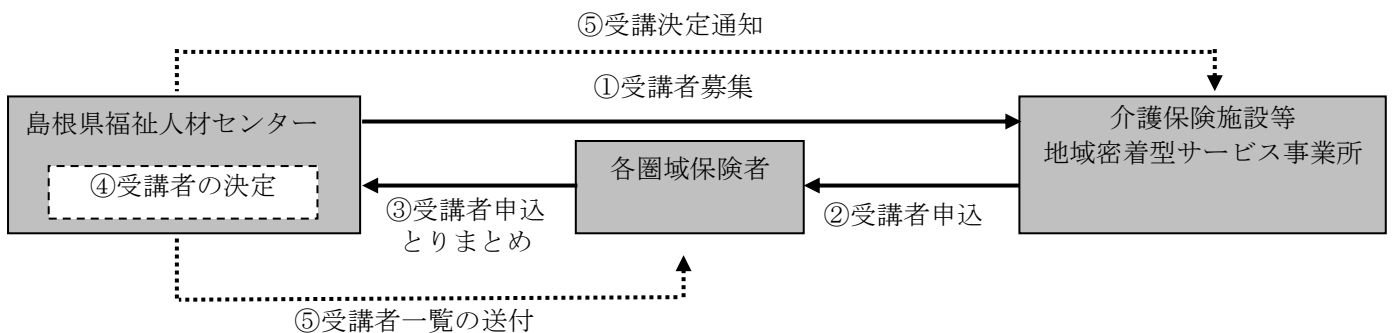 ⑤受講決定通知
①受講者募集
島根県福祉人材センター
④受講者の決定
③受講者申込
とりまとめ
各圏域保険者
②受講者申込
介護保険施設等
地域密着型サービス事業所
⑤受講者一覧の送付